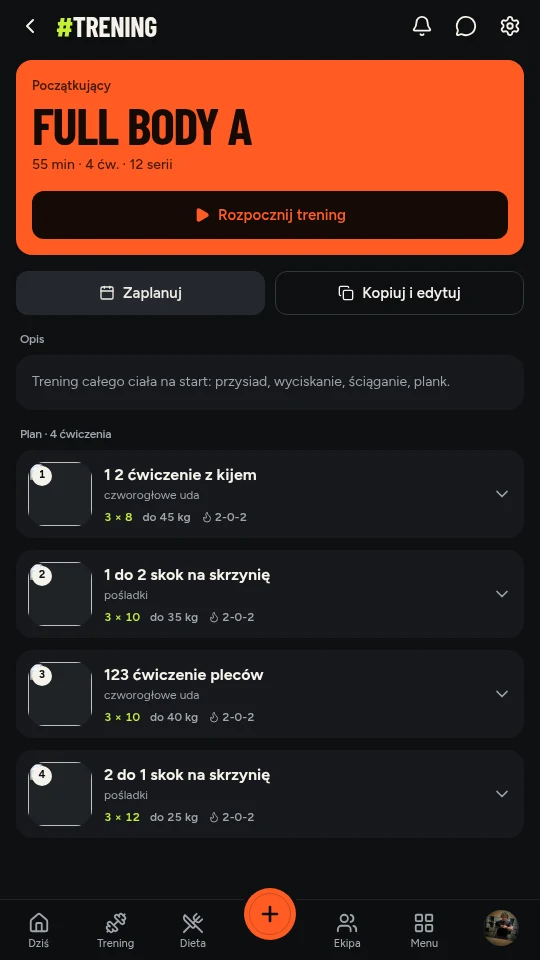 #TRENING
Początkujący
FULL BODY A
55 min · 4 ćw. · 12 serii
Rozpocznij trening
Zaplanuj
Kopiuj i edytuj
Opis
Trening całego ciała na start: przysiad, wyciskanie, ściąganie, plank.
Plan · 4 ćwiczenia
1
1 2 ćwiczenie z kijem
czworogłowe uda
3 × 8 do 45 kg 2-0-2
2
1 do 2 skok na skrzynię
pośladki
3 × 10 do 35 kg 2-0-2
3
123 ćwiczenie pleców
czworogłowe uda
3 × 10 do 40 kg 2-0-2
4
2 do 1 skok na skrzynię
pośladki
3 × 12 do 25 kg 2-0-2
Dziś
Trening
Dieta
Ekipa
Menu